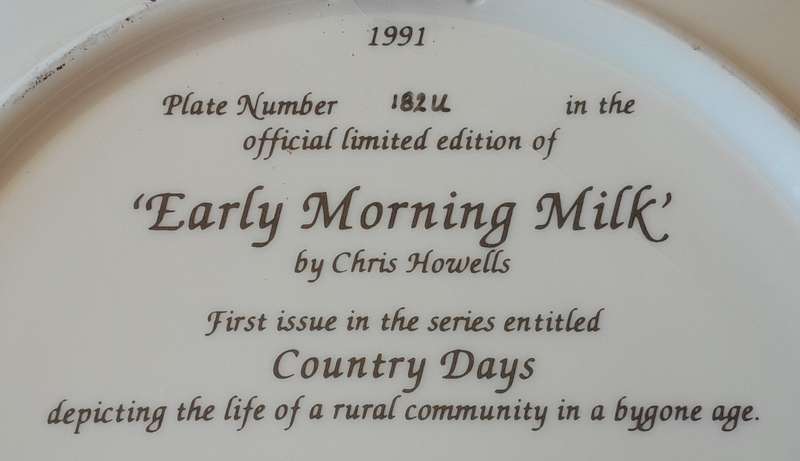 1991
Plate Number 182U in the
official limited edition of
‘Early Morning Milk’
by Chris Howells
First issue in the series entitled
Country Days
depicting the life of a rural community in a bygone age.